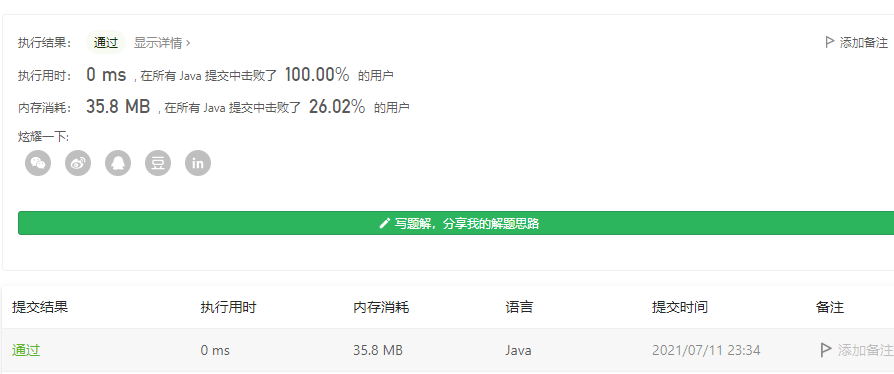 执行结果： 通过 显示详情 › 添加备注
执行用时： 0 ms , 在所有 Java 提交中击败了 100.00% 的用户
内存消耗： 35.8 MB , 在所有 Java 提交中击败了 26.02% 的用户
炫耀一下:
豆 in
写题解，分享我的解题思路
提交结果 执行用时 内存消耗 语言 提交时间 备注
通过 0 ms 35.8 MB Java 2021/07/11 23:34 添加备注